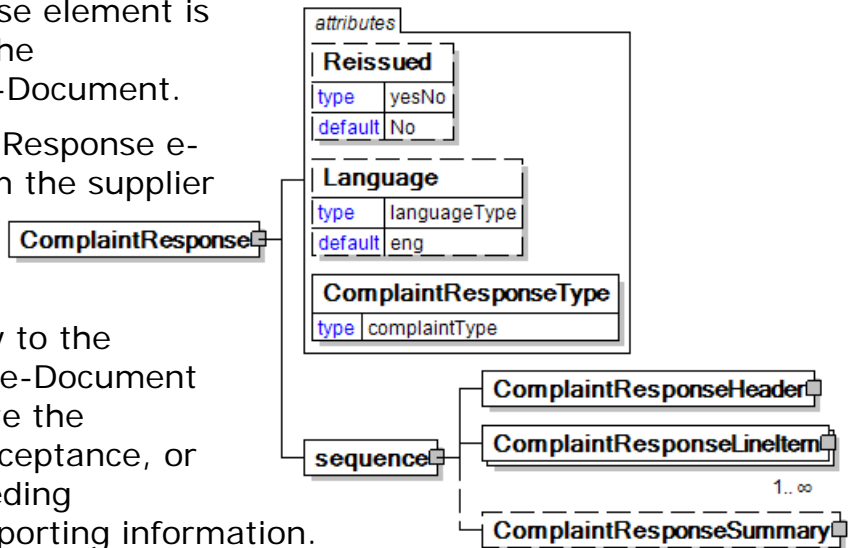 se element is
he
-Document.
Response e-
n the supplier
y to the
e-Document
e the
ceptance, or
eding
porting information.
attributes
Reissued
type yesNo
default No
Language
type languageType
default eng
ComplaintResponseType
type complaintType
ComplaintResponse
sequence
ComplaintResponseHeader
ComplaintResponseLineItem
1..∞
ComplaintResponseSummary